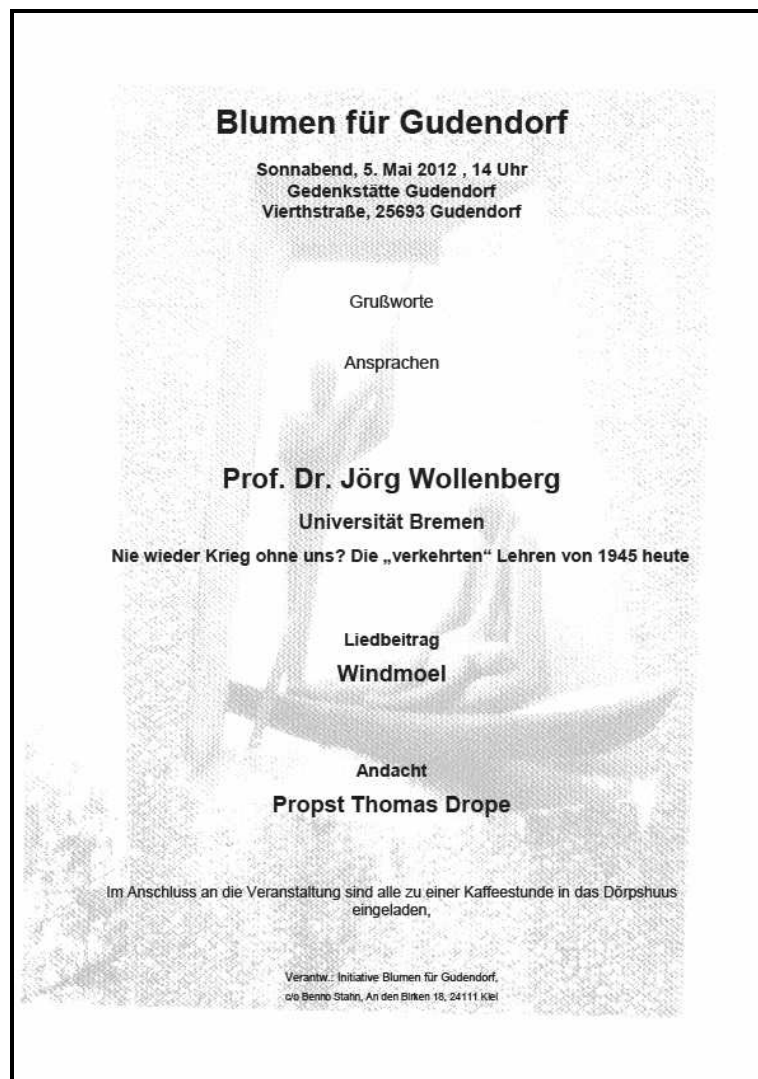 Blumen für Gudendorf
Sonnabend, 5. Mai 2012 , 14 Uhr
Gedenkstätte Gudendorf
Vierthstraße, 25693 Gudendorf
Grußworte
Ansprachen
Prof. Dr. Jörg Wollenberg
Universität Bremen
Nie wieder Krieg ohne uns? Die „verkehrten“ Lehren von 1945 heute
Liedbeitrag
Windmoel
Andacht
Propst Thomas Drope
Im Anschluss an die Veranstaltung sind alle zu einer Kaffeestunde in das Dörpshuus
eingeladen,
Verantw.: Initiative Blumen für Gudendorf,
c/o Benno Stahn, An den Birken 18, 24111 Kiel